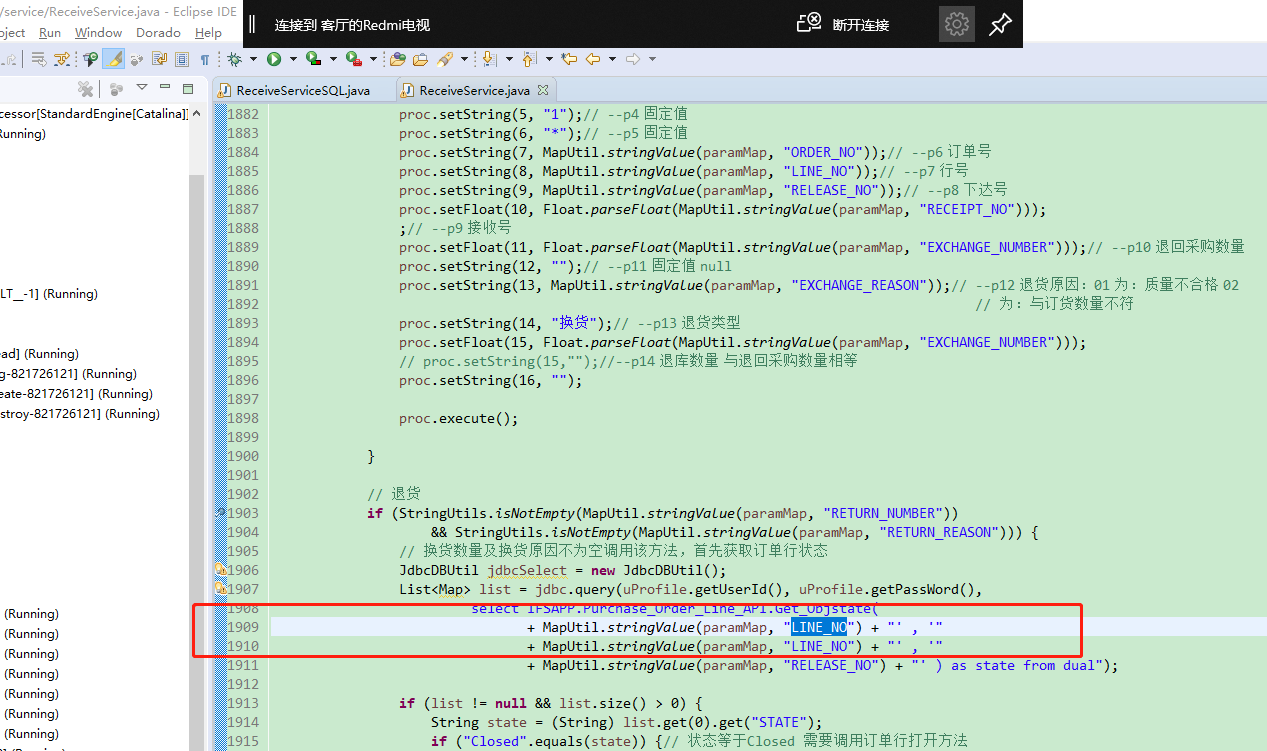 /service/ReceiveService.java - Eclipse IDE
连接到 客厅的Redmi电视
断开连接
oject Run Window Dorado Help
ReceiveServiceSQL.java
ReceiveService.java
cessor[StandardEngine[Catalina]]
Running)
LT__-1] (Running)
ead] (Running)
g-821726121] (Running)
eate-821726121] (Running)
stroy-821726121] (Running)
(Running)
(Running)
(Running)
(Running)
(Running)
(Running)
(Running)
1882 proc.setString(5, "1");// --p4 固定值
1883 proc.setString(6, "*");// --p5 固定值
1884 proc.setString(7, MapUtil.stringValue(paramMap, "ORDER_NO"));// --p6 订单号
1885 proc.setString(8, MapUtil.stringValue(paramMap, "LINE_NO"));// --p7 行号
1886 proc.setString(9, MapUtil.stringValue(paramMap, "RELEASE_NO"));// --p8 下达号
1887 proc.setFloat(10, Float.parseFloat(MapUtil.stringValue(paramMap, "RECEIPT_NO")));
1888 ;// --p9 接收号
1889 proc.setFloat(11, Float.parseFloat(MapUtil.stringValue(paramMap, "EXCHANGE_NUMBER")));// --p10 退回采购数量
1890 proc.setString(12, "");// --p11 固定值 null
1891 proc.setString(13, MapUtil.stringValue(paramMap, "EXCHANGE_REASON"));// --p12 退货原因：01 为：质量不合格 02
1892 // 为：与订货数量不符
1893 proc.setString(14, "换货");// --p13 退货类型
1894 proc.setFloat(15, Float.parseFloat(MapUtil.stringValue(paramMap, "EXCHANGE_NUMBER")));
1895 // proc.setString(15,"");//--p14 退库数量 与退回采购数量相等
1896 proc.setString(16, "");
1897
1898 proc.execute();
1899
1900 }
1901
1902 // 退货
1903 if (StringUtils.isNotEmpty(MapUtil.stringValue(paramMap, "RETURN_NUMBER"))
1904 && StringUtils.isNotEmpty(MapUtil.stringValue(paramMap, "RETURN_REASON"))) {
1905 // 换货数量及换货原因不为空调用该方法，首先获取订单行状态
1906 JdbcDBUtil jdbcSelect = new JdbcDBUtil();
1907 List<Map> list = jdbc.query(uProfile.getUserId(), uProfile.getPassWord(),
1908 select IFSAPP.Purchase_Order_Line_API.Get_Objstate(
1909 + MapUtil.stringValue(paramMap, "LINE_NO") + "' , '"
1910 + MapUtil.stringValue(paramMap, "LINE_NO") + "' , '"
1911 + MapUtil.stringValue(paramMap, "RELEASE_NO") + "' ) as state from dual");
1912
1913 if (list != null && list.size() > 0) {
1914 String state = (String) list.get(0).get("STATE");
1915 if ("Closed".equals(state)) {// 状态等于Closed 需要调用订单行打开方法